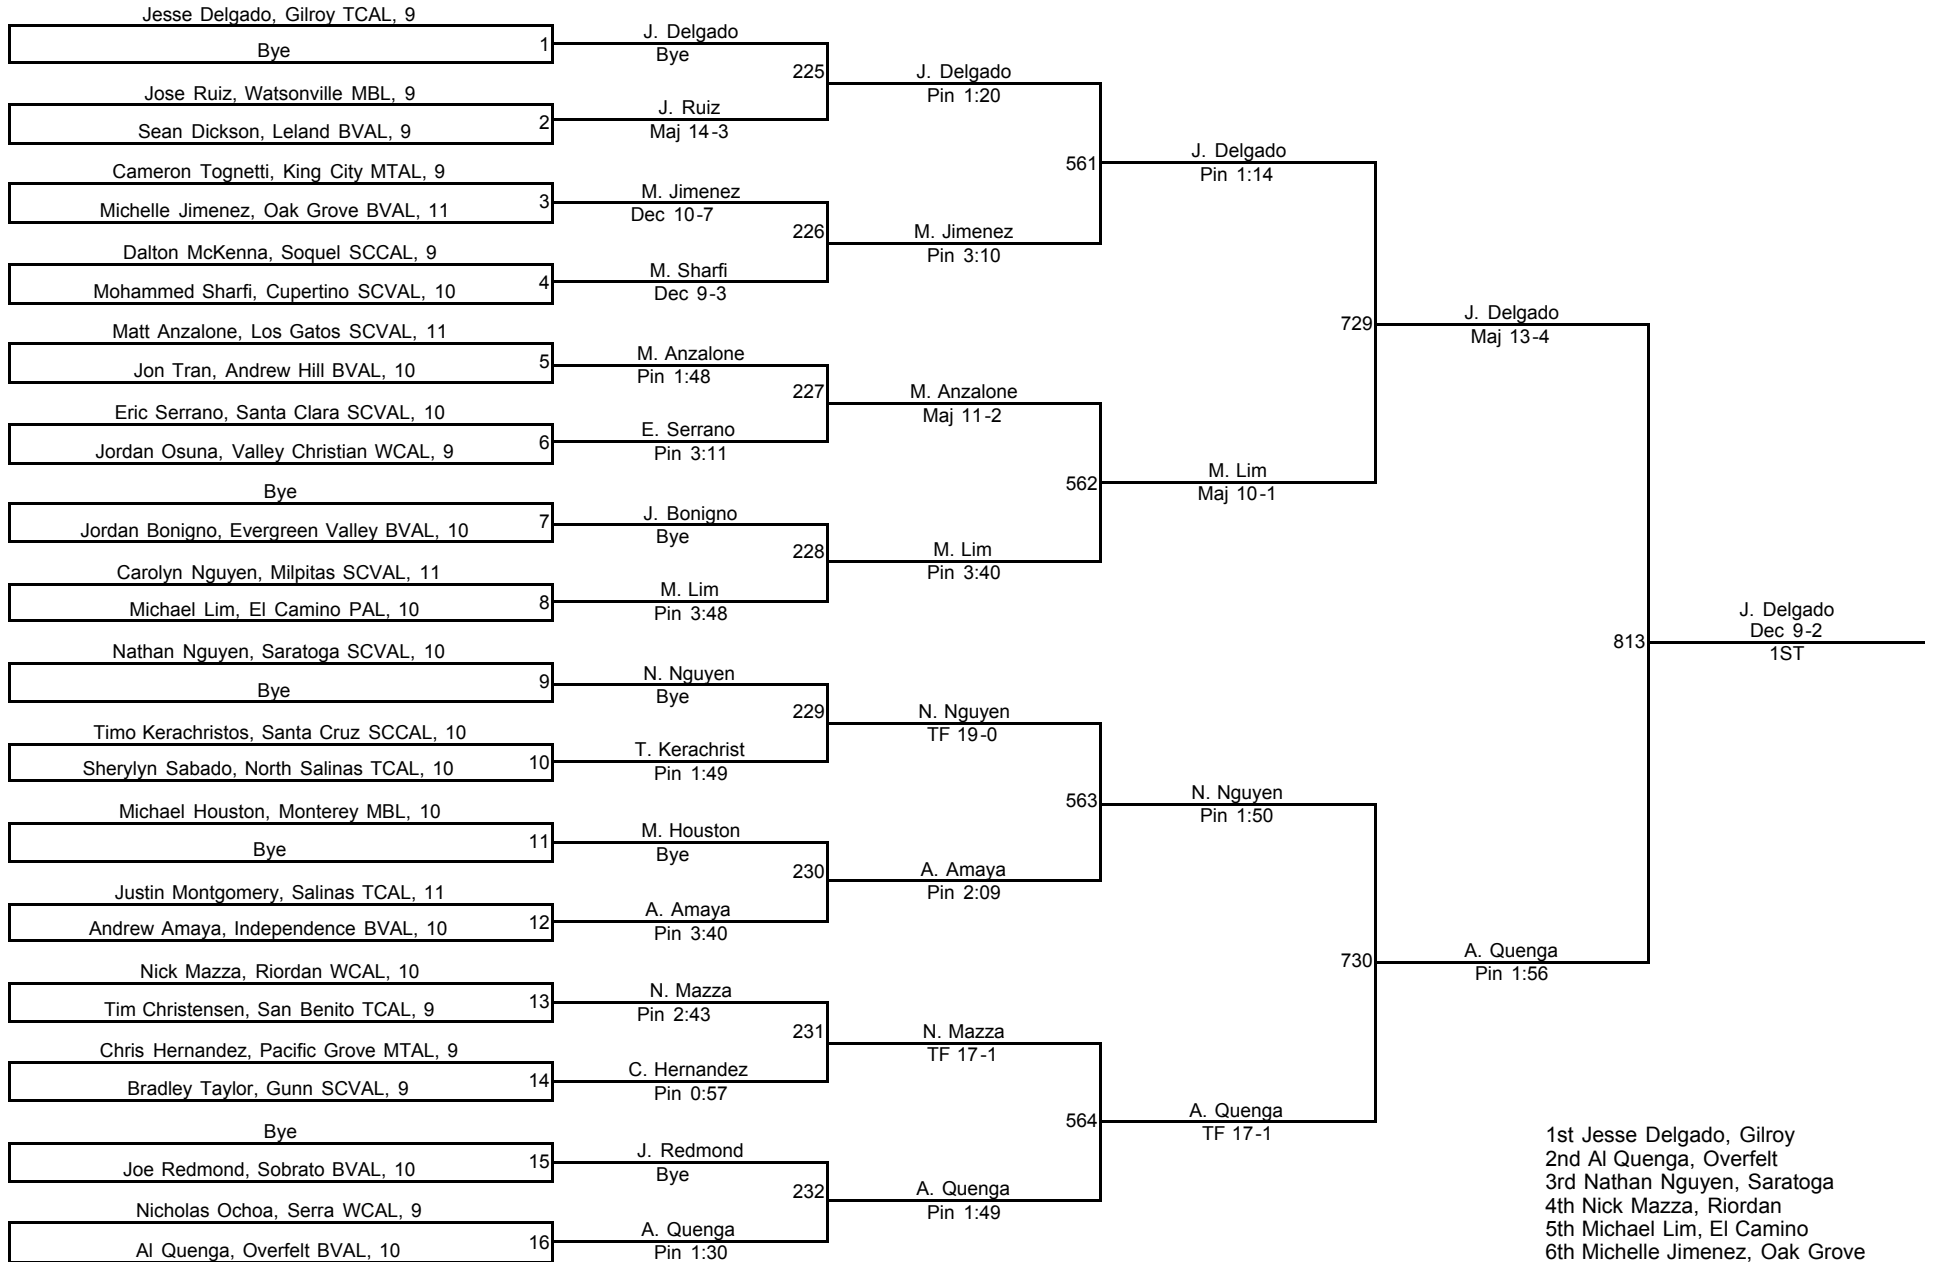 Jesse Delgado, Gilroy TCAL, 9
Bye
1
Jose Ruiz, Watsonville MBL, 9
Sean Dickson, Leland BVAL, 9
2
Cameron Tognetti, King City MTAL, 9
Michelle Jimenez, Oak Grove BVAL, 11
3
Dalton McKenna, Soquel SCCAL, 9
Mohammed Sharfi, Cupertino SCVAL, 10
4
Matt Anzalone, Los Gatos SCVAL, 11
Jon Tran, Andrew Hill BVAL, 10
5
Eric Serrano, Santa Clara SCVAL, 10
Jordan Osuna, Valley Christian WCAL, 9
6
Bye
Jordan Bonigno, Evergreen Valley BVAL, 10
7
Carolyn Nguyen, Milpitas SCVAL, 11
Michael Lim, El Camino PAL, 10
8
Nathan Nguyen, Saratoga SCVAL, 10
Bye
9
Timo Kerachristos, Santa Cruz SCCAL, 10
Sherylyn Sabado, North Salinas TCAL, 10
10
Michael Houston, Monterey MBL, 10
Bye
11
Justin Montgomery, Salinas TCAL, 11
Andrew Amaya, Independence BVAL, 10
12
Nick Mazza, Riordan WCAL, 10
Tim Christensen, San Benito TCAL, 9
13
Chris Hernandez, Pacific Grove MTAL, 9
Bradley Taylor, Gunn SCVAL, 9
14
Bye
Joe Redmond, Sobrato BVAL, 10
15
Nicholas Ochoa, Serra WCAL, 9
Al Quenga, Overfelt BVAL, 10
16
J. Delgado
Bye
225
J. Ruiz
Maj 14-3
M. Jimenez
Dec 10-7
226
M. Sharfi
Dec 9-3
M. Anzalone
Pin 1:48
227
E. Serrano
Pin 3:11
J. Bonigno
Bye
228
M. Lim
Pin 3:48
N. Nguyen
Bye
229
T. Kerachrist
Pin 1:49
M. Houston
Bye
230
A. Amaya
Pin 3:40
N. Mazza
Pin 2:43
231
C. Hernandez
Pin 0:57
J. Redmond
Bye
232
A. Quenga
Pin 1:30
J. Delgado
Pin 1:20
561
M. Jimenez
Pin 3:10
M. Anzalone
Maj 11-2
562
M. Lim
Pin 3:40
N. Nguyen
TF 19-0
563
A. Amaya
Pin 2:09
N. Mazza
TF 17-1
564
A. Quenga
Pin 1:49
J. Delgado
Pin 1:14
729
M. Lim
Maj 10-1
N. Nguyen
Pin 1:50
730
A. Quenga
TF 17-1
J. Delgado
Maj 13-4
813
A. Quenga
Pin 1:56
J. Delgado
Dec 9-2
1ST
1st Jesse Delgado, Gilroy
2nd Al Quenga, Overfelt
3rd Nathan Nguyen, Saratoga
4th Nick Mazza, Riordan
5th Michael Lim, El Camino
6th Michelle Jimenez, Oak Grove